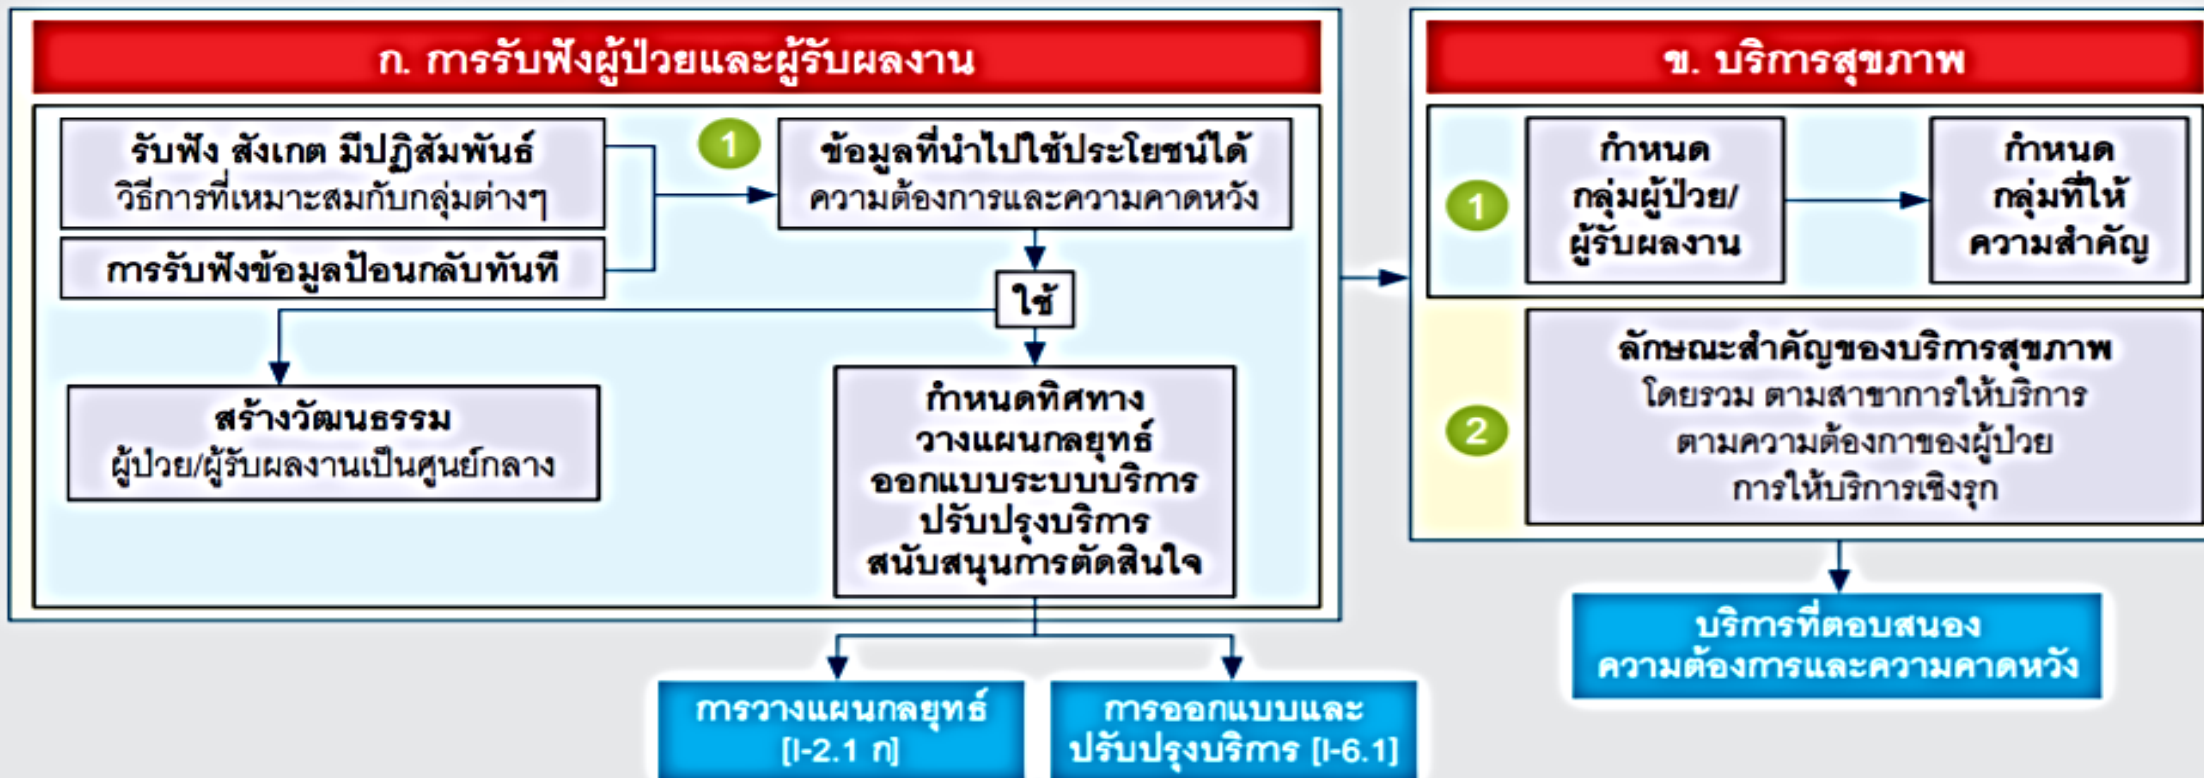 ก. การรับฟังผู้ป่วยและผู้รับผลงาน
รับฟัง สังเกต มีปฏิสัมพันธ์
วิธีการที่เหมาะสมกับกลุ่มต่างๆ
การรับฟังข้อมูลป้อนกลับทันที
1
ข้อมูลที่นำไปใช้ประโยชน์ได้
ความต้องการและความคาดหวัง
ใช้
สร้างวัฒนธรรม
ผู้ป่วย/ผู้รับผลงานเป็นศูนย์กลาง
กำหนดทิศทาง
วางแผนกลยุทธ์
ออกแบบระบบบริการ
ปรับปรุงบริการ
สนับสนุนการตัดสินใจ
การวางแผนกลยุทธ์
[I-2.1 ก]
การออกแบบและ
ปรับปรุงบริการ [I-6.1]
ข. บริการสุขภาพ
1
กำหนด
กลุ่มผู้ป่วย/
ผู้รับผลงาน
กำหนด
กลุ่มที่ให้
ความสำคัญ
2
ลักษณะสำคัญของบริการสุขภาพ
โดยรวม ตามสาขาการให้บริการ
ตามความต้องกาของผู้ป่วย
การให้บริการเชิงรุก
บริการที่ตอบสนอง
ความต้องการและความคาดหวัง